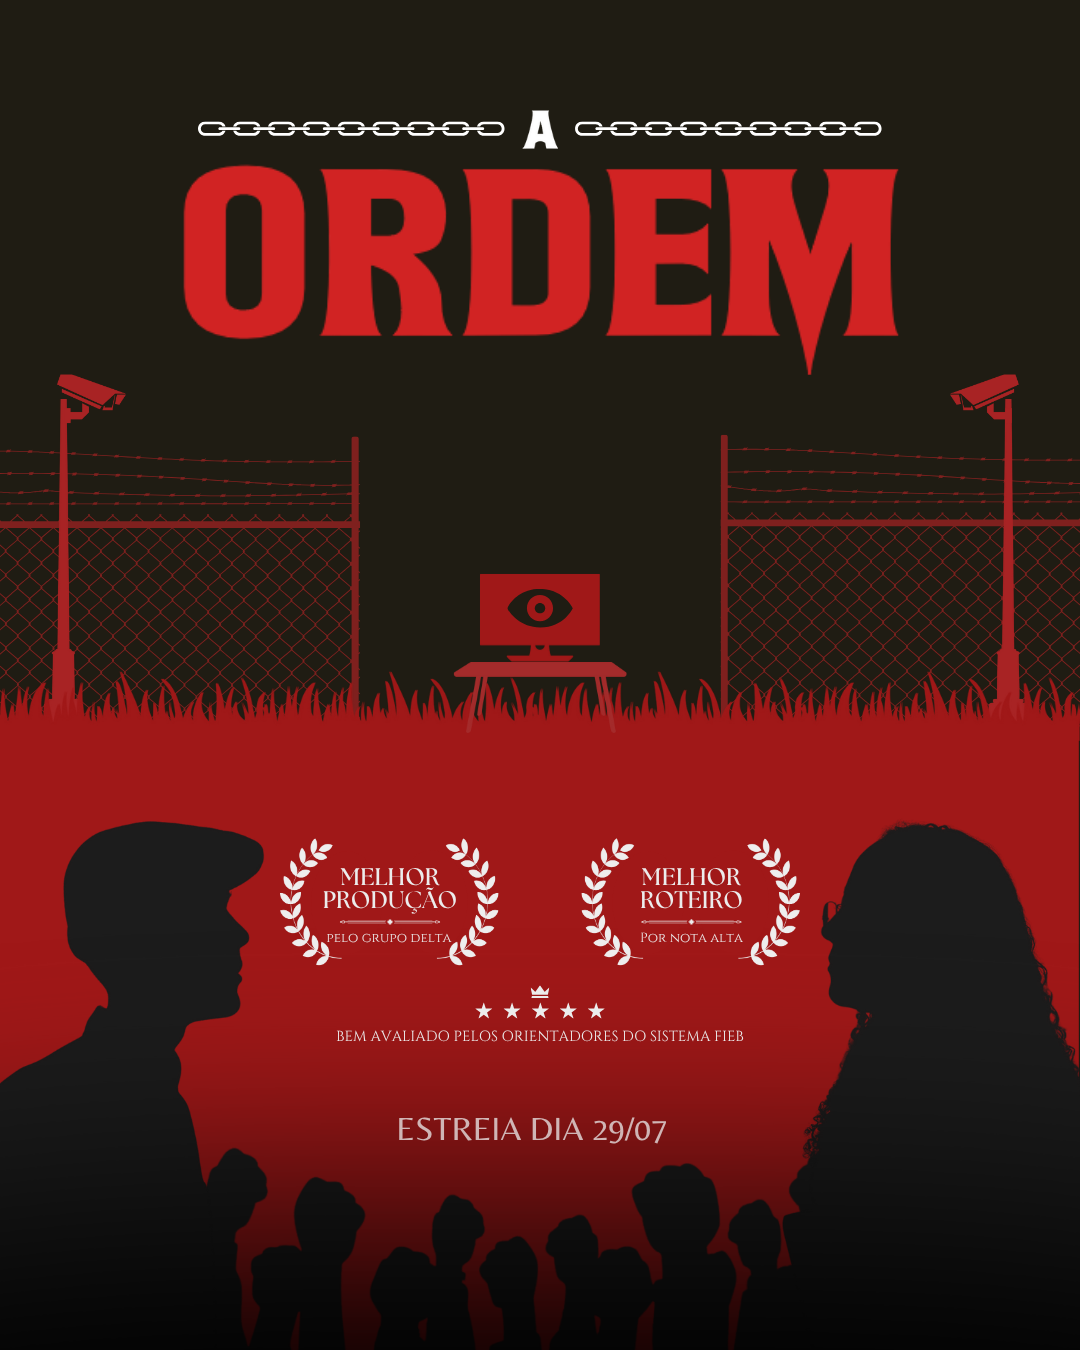 A
ORDEM
MELHOR
PRODUÇÃO
PELO GRUPO DELTA
MELHOR
ROTEIRO
POR NOTA ALTA
BEM AVALIADO PELOS ORIENTADORES DO SISTEMA FIEB
ESTREIA DIA 29/07